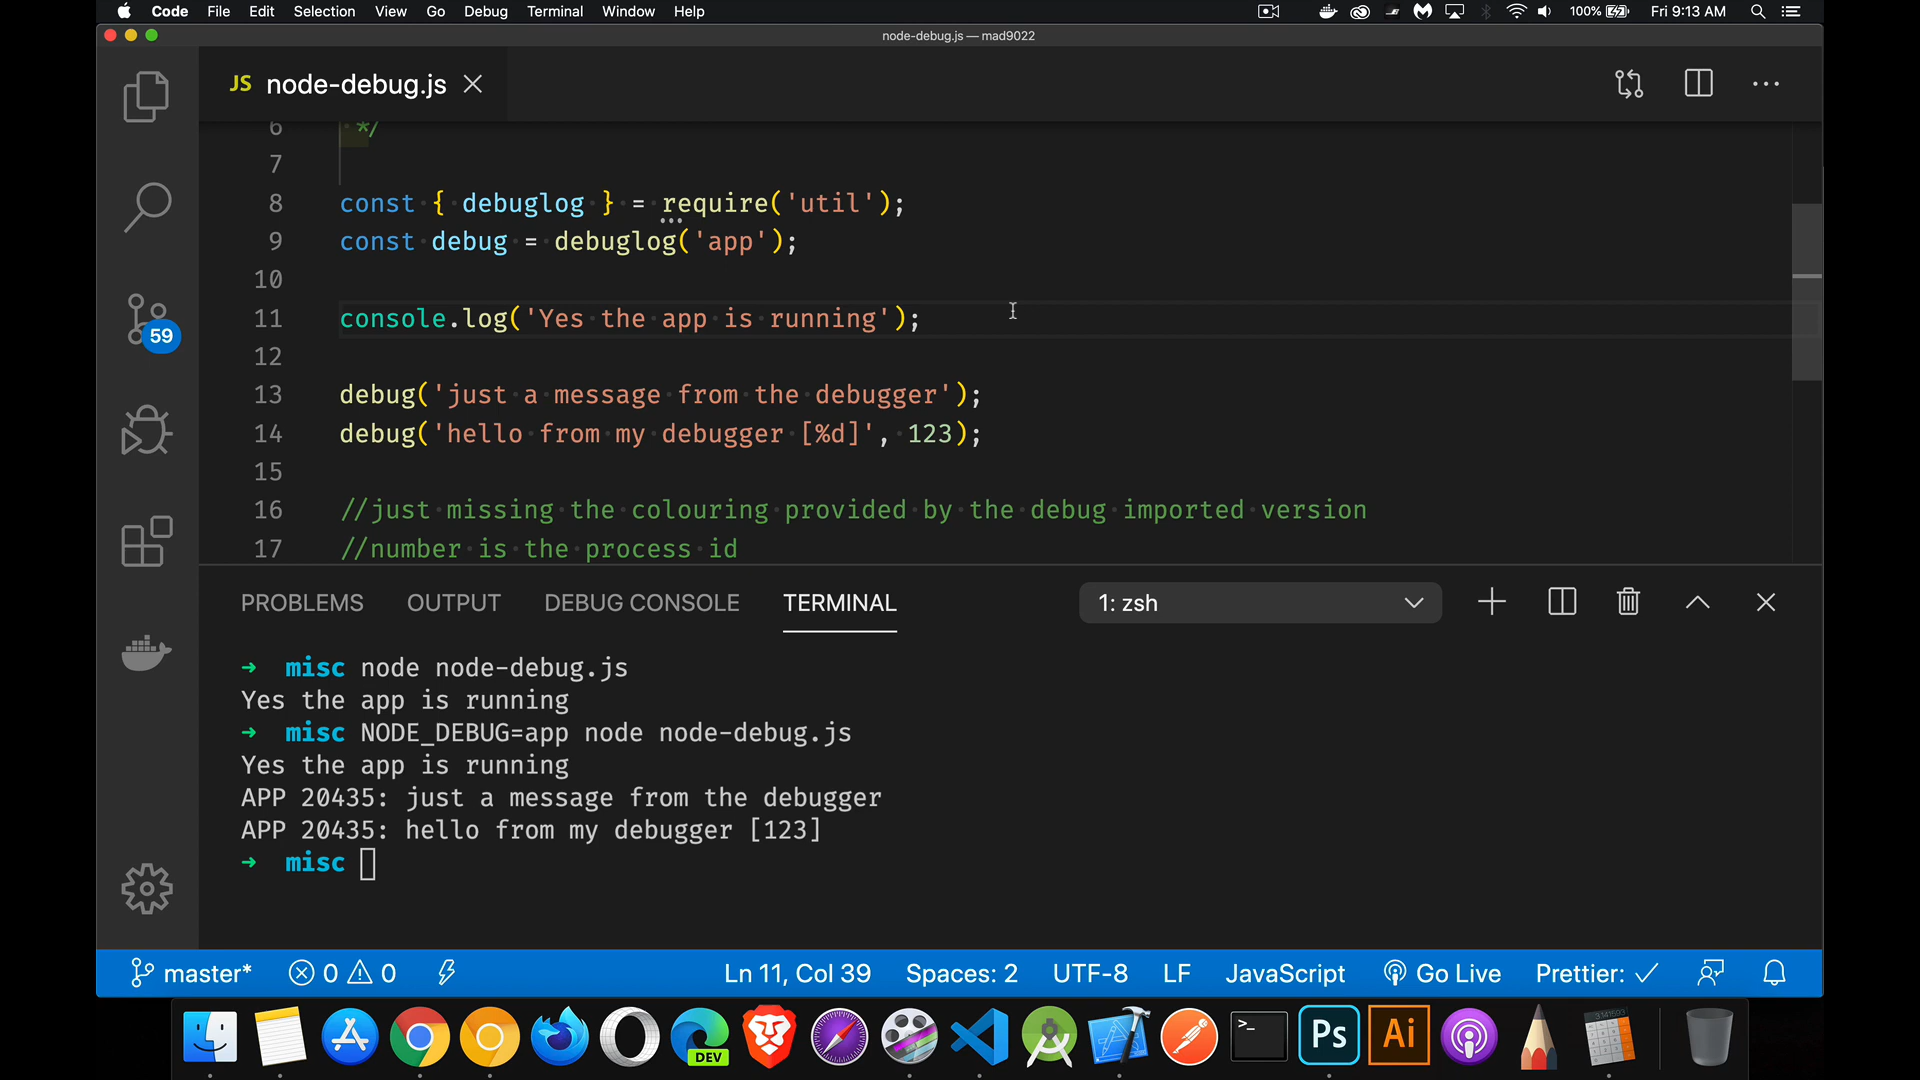 Code File Edit Selection View Go Debug Terminal Window Help 100% Fri 9:13 AM
node-debug.js — mad9022
JS node-debug.js
6 */
7
8 const { debuglog } = require('util');
9 const debug = debuglog('app');
10
11 console.log('Yes the app is running');
12
13 debug('just a message from the debugger');
14 debug('hello from my debugger [%d]', 123);
15
16 //just missing the colouring provided by the debug imported version
17 //number is the process id
59
PROBLEMS OUTPUT DEBUG CONSOLE TERMINAL 1: zsh
→ misc node node-debug.js
Yes the app is running
→ misc NODE_DEBUG=app node node-debug.js
Yes the app is running
APP 20435: just a message from the debugger
APP 20435: hello from my debugger [123]
→ misc
master* 0 0 Ln 11, Col 39 Spaces: 2 UTF-8 LF JavaScript Go Live Prettier: ✓
DEV >_ Ps Ai 3.141593